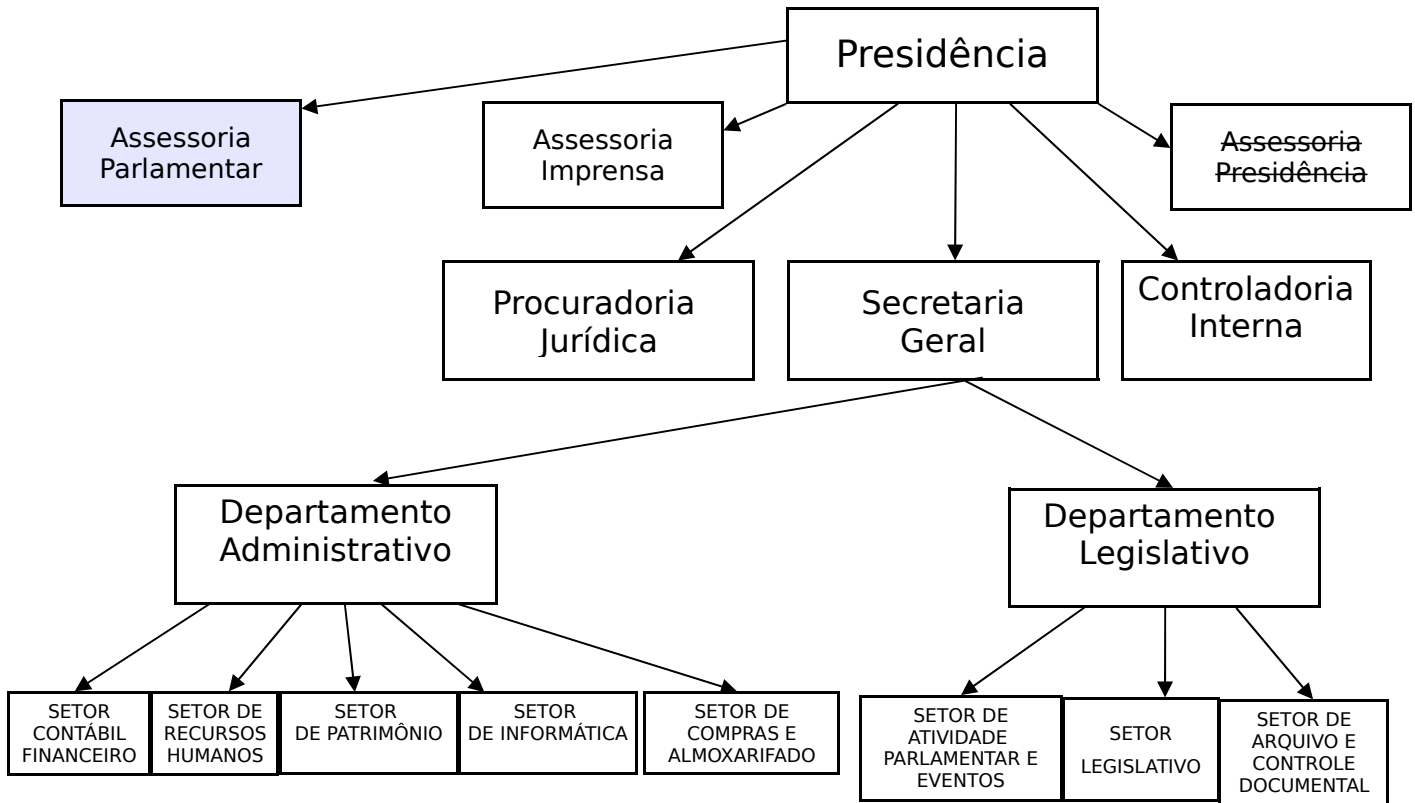 Presidência
Assessoria
Parlamentar
Assessoria
Imprensa
Assessoria
Presidência
Procuradoria
Jurídica
Secretaria
Geral
Controladoria
Interna
Departamento
Administrativo
Departamento
Legislativo
SETOR
CONTÁBIL
FINANCEIRO
SETOR DE
RECURSOS
HUMANOS
SETOR
DE PATRIMÔNIO
SETOR
DE INFORMÁTICA
SETOR DE
COMPRAS E
ALMOXARIFADO
SETOR DE
ATIVIDADE
PARLAMENTAR E
EVENTOS
SETOR
LEGISLATIVO
SETOR DE
ARQUIVO E
CONTROLE
DOCUMENTAL